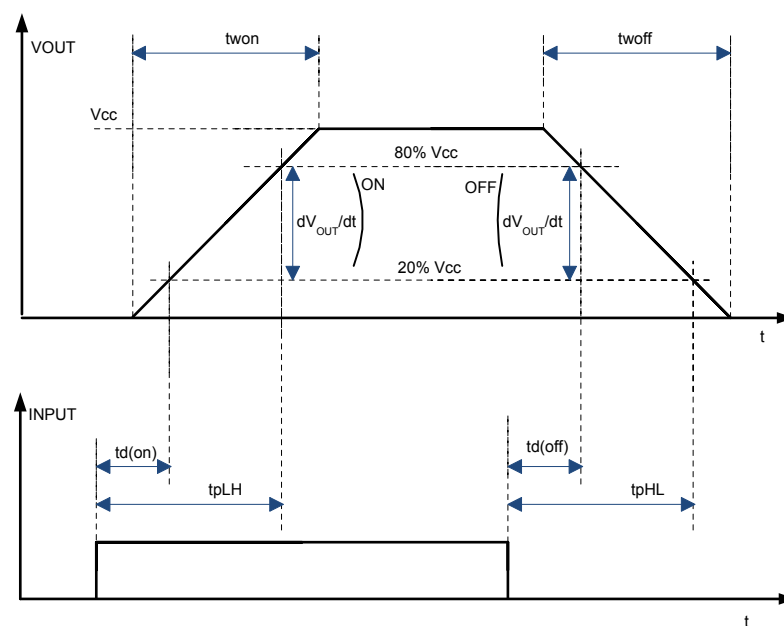 VOUT
twon
twoff
Vcc
80% Vcc
ON
OFF
dVOUT/dt
dVOUT/dt
20% Vcc
t
INPUT
td(on)
td(off)
tpLH
tpHL
t